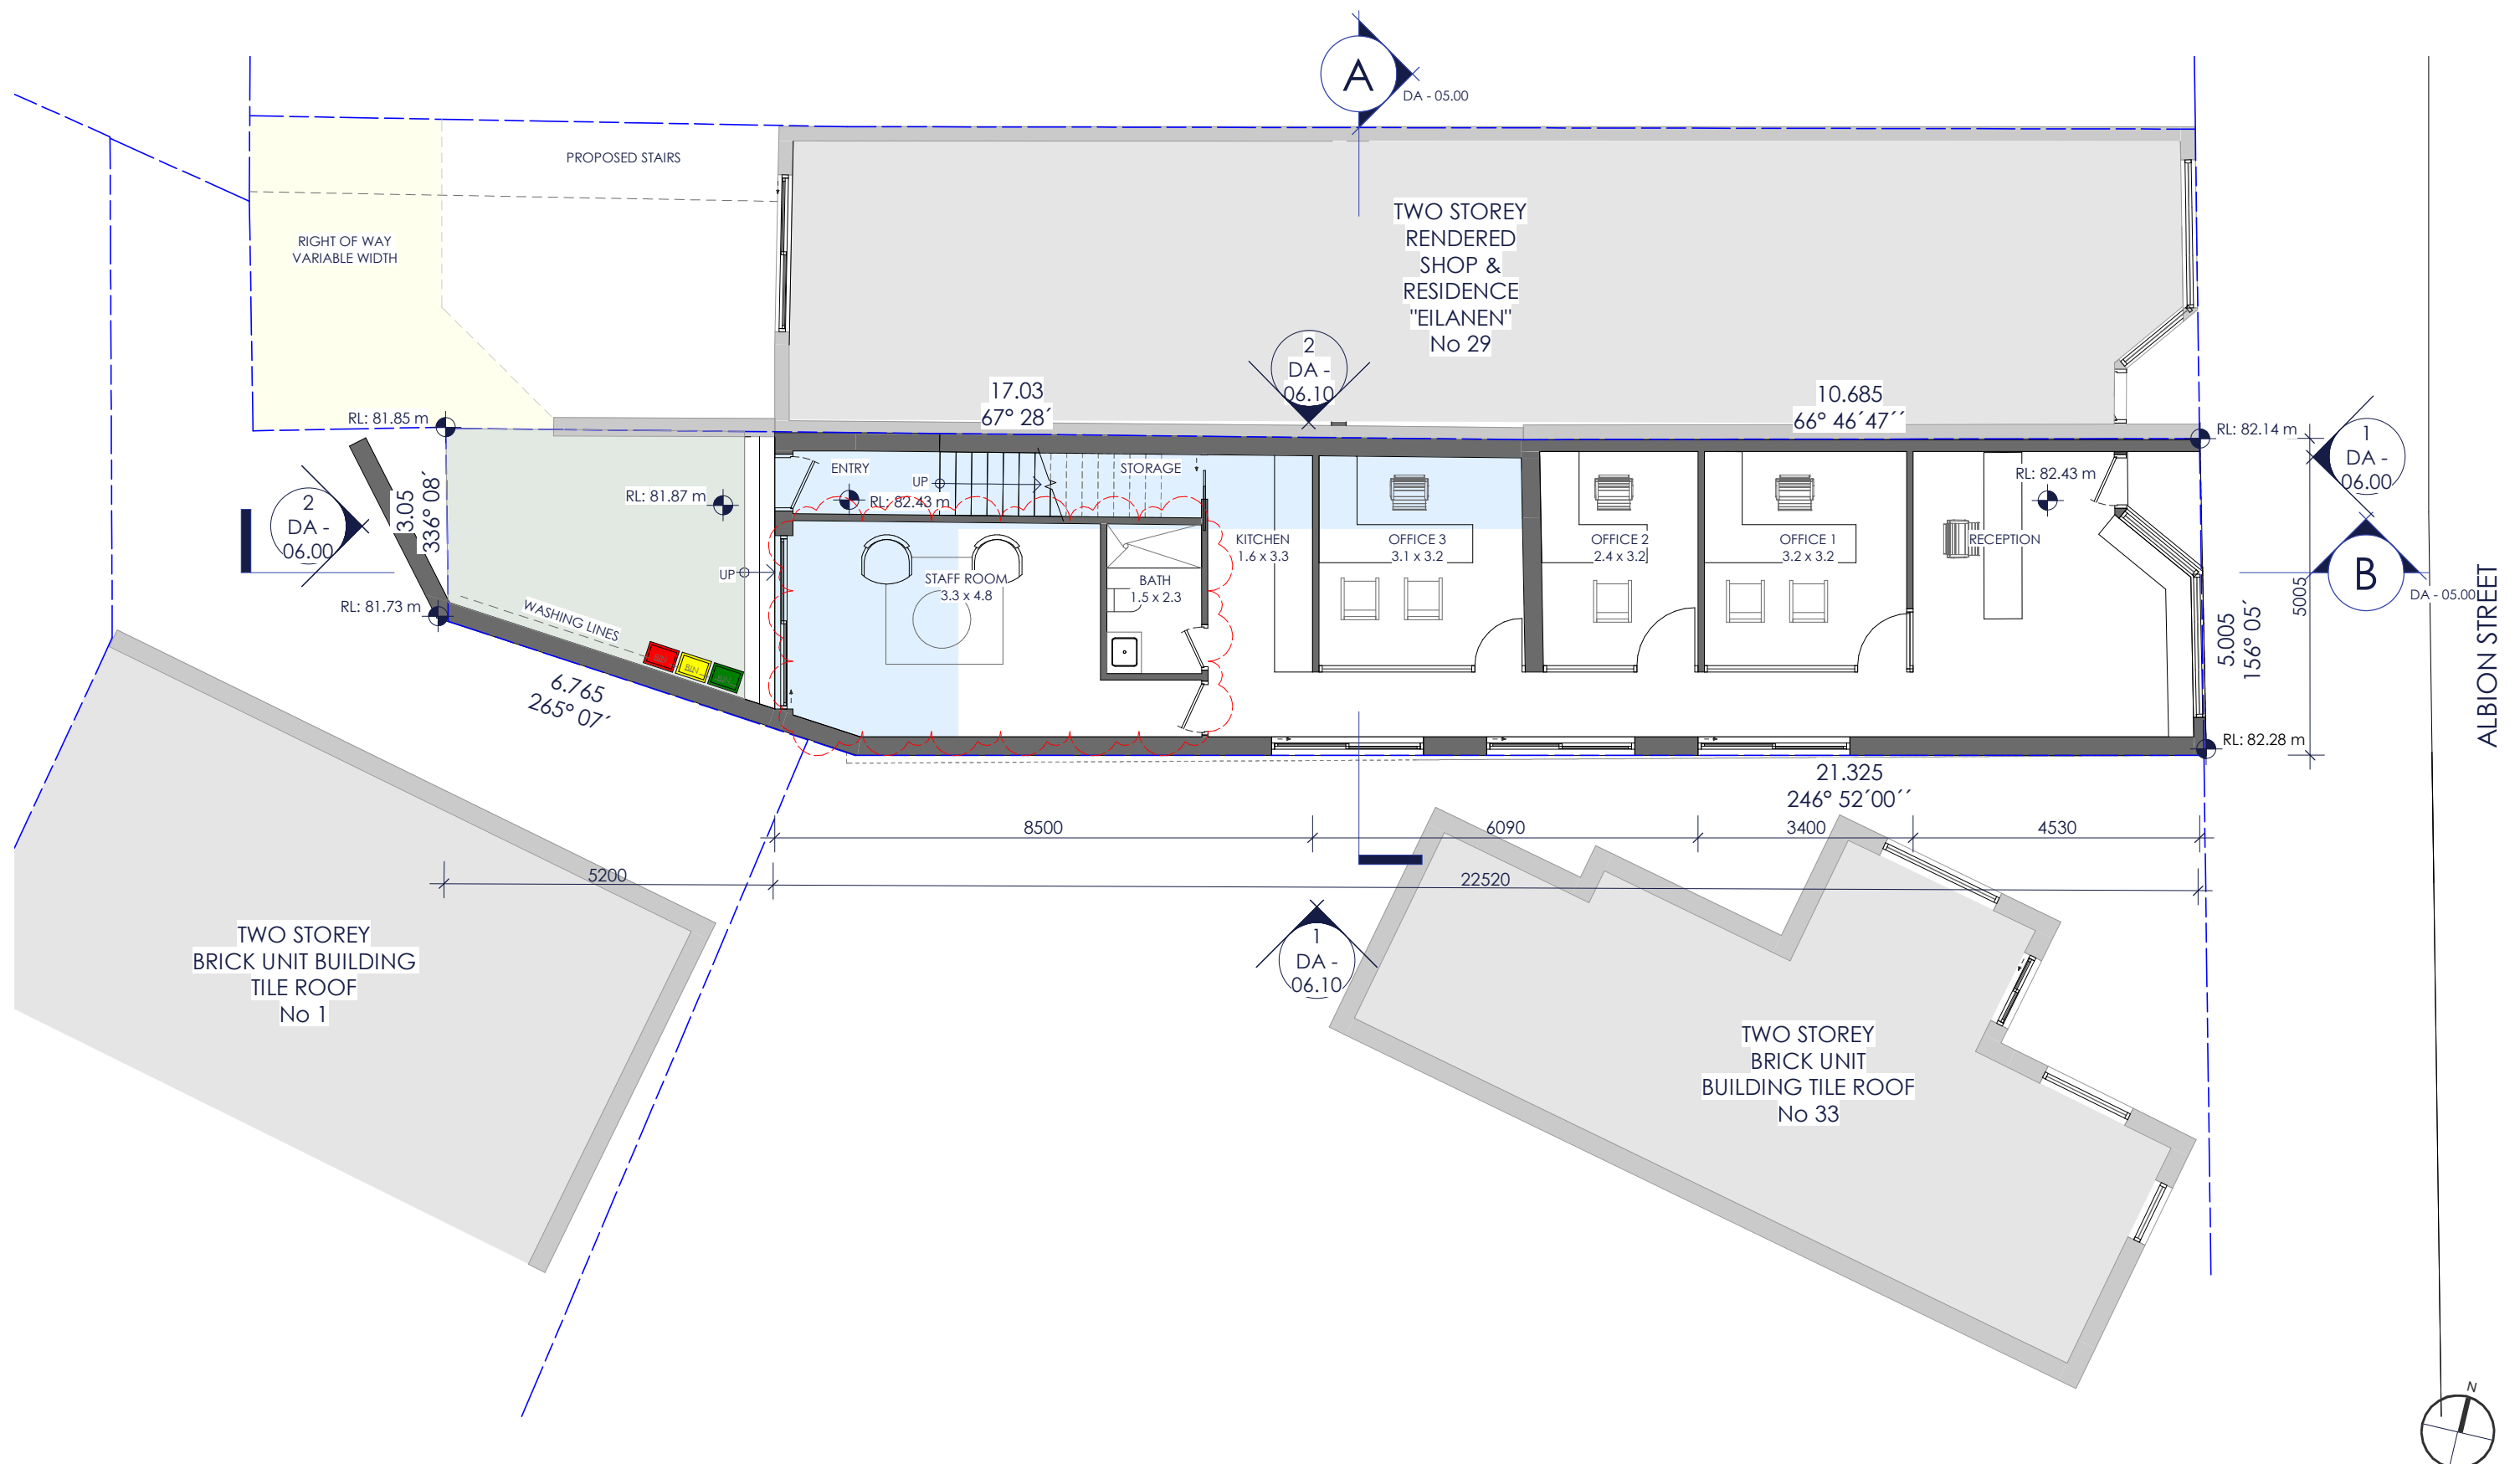 A
DA - 05.00
PROPOSED STAIRS
RIGHT OF WAY
VARIABLE WIDTH
TWO STOREY
RENDERED
SHOP &
RESIDENCE
"EILANEN"
No 29
2
DA -
06.10
17.03
67° 28´
10.685
66° 46´47´´
RL: 81.85 m
RL: 82.14 m
1
DA -
06.00
ENTRY
UP
STORAGE
RL: 82.43 m
RL: 82.43 m
RL: 81.87 m
3.05
336° 08´
2
DA -
06.00
KITCHEN
1.6 x 3.3
OFFICE 3
3.1 x 3.2
OFFICE 2
2.4 x 3.2
OFFICE 1
3.2 x 3.2
RECEPTION
STAFF ROOM
3.3 x 4.8
BATH
1.5 x 2.3
UP
RL: 81.73 m
WASHING LINES
BIN
B
DA - 05.00
5005
5.005
156° 05´
ALBION STREET
6.765
265° 07´
RL: 82.28 m
21.325
246° 52´00´´
8500
6090
3400
4530
5200
22520
TWO STOREY
BRICK UNIT BUILDING
TILE ROOF
No 1
1
DA -
06.10
TWO STOREY
BRICK UNIT
BUILDING TILE ROOF
No 33
N